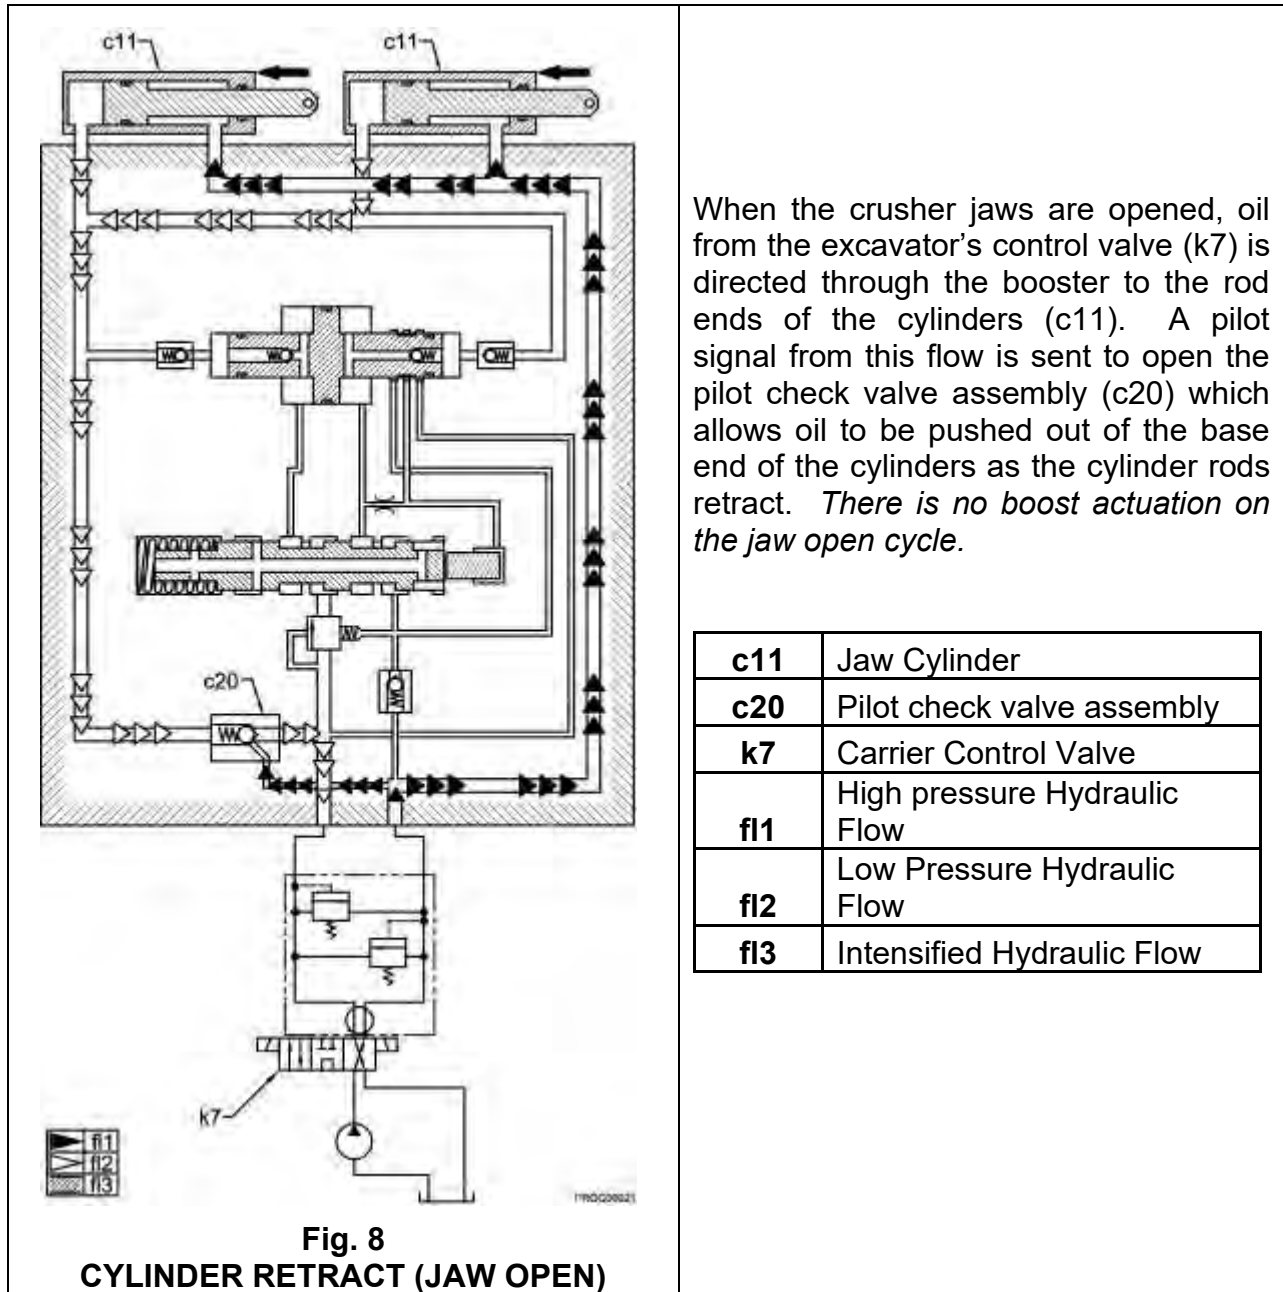 c11
c11
c20
k7
fl1
fl2
fl3
Fig. 8
CYLINDER RETRACT (JAW OPEN)
When the crusher jaws are opened, oil
from the excavator’s control valve (k7) is
directed through the booster to the rod
ends of the cylinders (c11). A pilot
signal from this flow is sent to open the
pilot check valve assembly (c20) which
allows oil to be pushed out of the base
end of the cylinders as the cylinder rods
retract. There is no boost actuation on
the jaw open cycle.
c11 Jaw Cylinder
c20 Pilot check valve assembly
k7 Carrier Control Valve
High pressure Hydraulic
fl1 Flow
Low Pressure Hydraulic
fl2 Flow
fl3 Intensified Hydraulic Flow